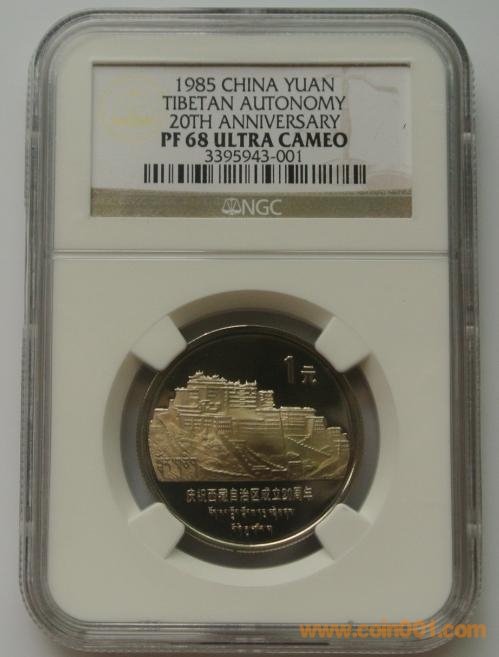 1985 CHINA YUAN
TIBETAN AUTONOMY
20TH ANNIVERSARY
PF 68 ULTRA CAMEO
3395943-001
NGC
1元
庆祝西藏自治区成立20周年
www.coin001.com